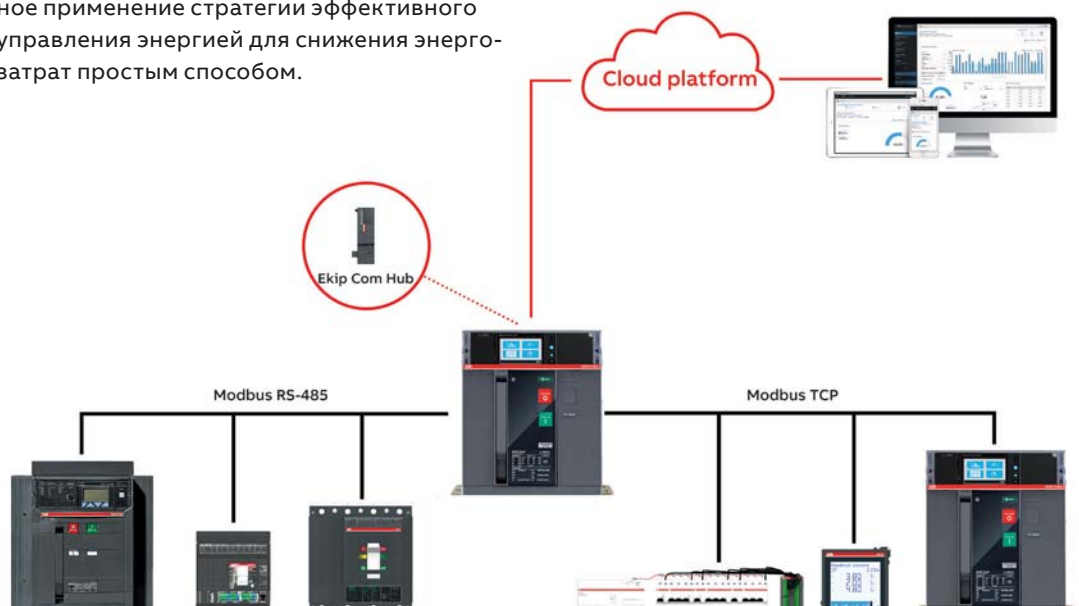 ное применение стратегии эффективного
управления энергией для снижения энерго-
затрат простым способом.
Cloud platform
Ekip Com Hub
Modbus RS-485
Modbus TCP